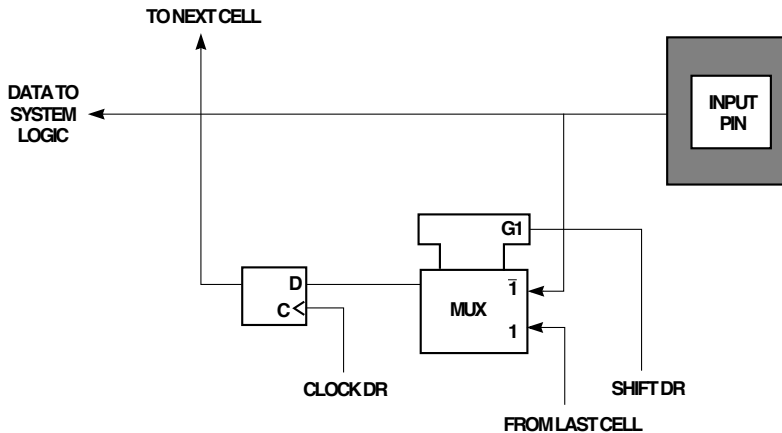 TO NEXT CELL
DATA TO
SYSTEM
LOGIC
INPUT
PIN
G1
D
C
MUX
1̅
1
CLOCK DR
SHIFT DR
FROM LAST CELL